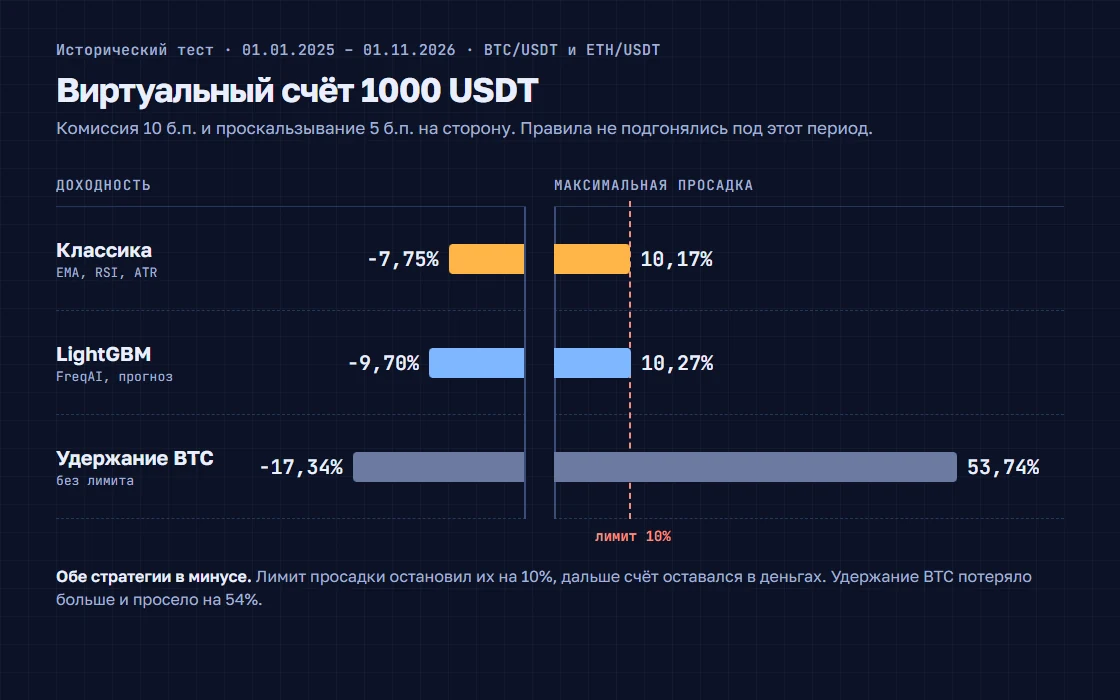 Исторический тест · 01.01.2025 – 01.11.2026 · BTC/USDT и ETH/USDT
Виртуальный счёт 1000 USDT
Комиссия 10 б.п. и проскальзывание 5 б.п. на сторону. Правила не подгонялись под этот период.
ДОХОДНОСТЬ
МАКСИМАЛЬНАЯ ПРОСАДКА
Классика
EMA, RSI, ATR
-7,75%
10,17%
LightGBM
FreqAI, прогноз
-9,70%
10,27%
Удержание BTC
без лимита
-17,34%
53,74%
лимит 10%
Обе стратегии в минусе. Лимит просадки остановил их на 10%, дальше счёт оставался в деньгах. Удержание BTC потеряло
больше и просело на 54%.